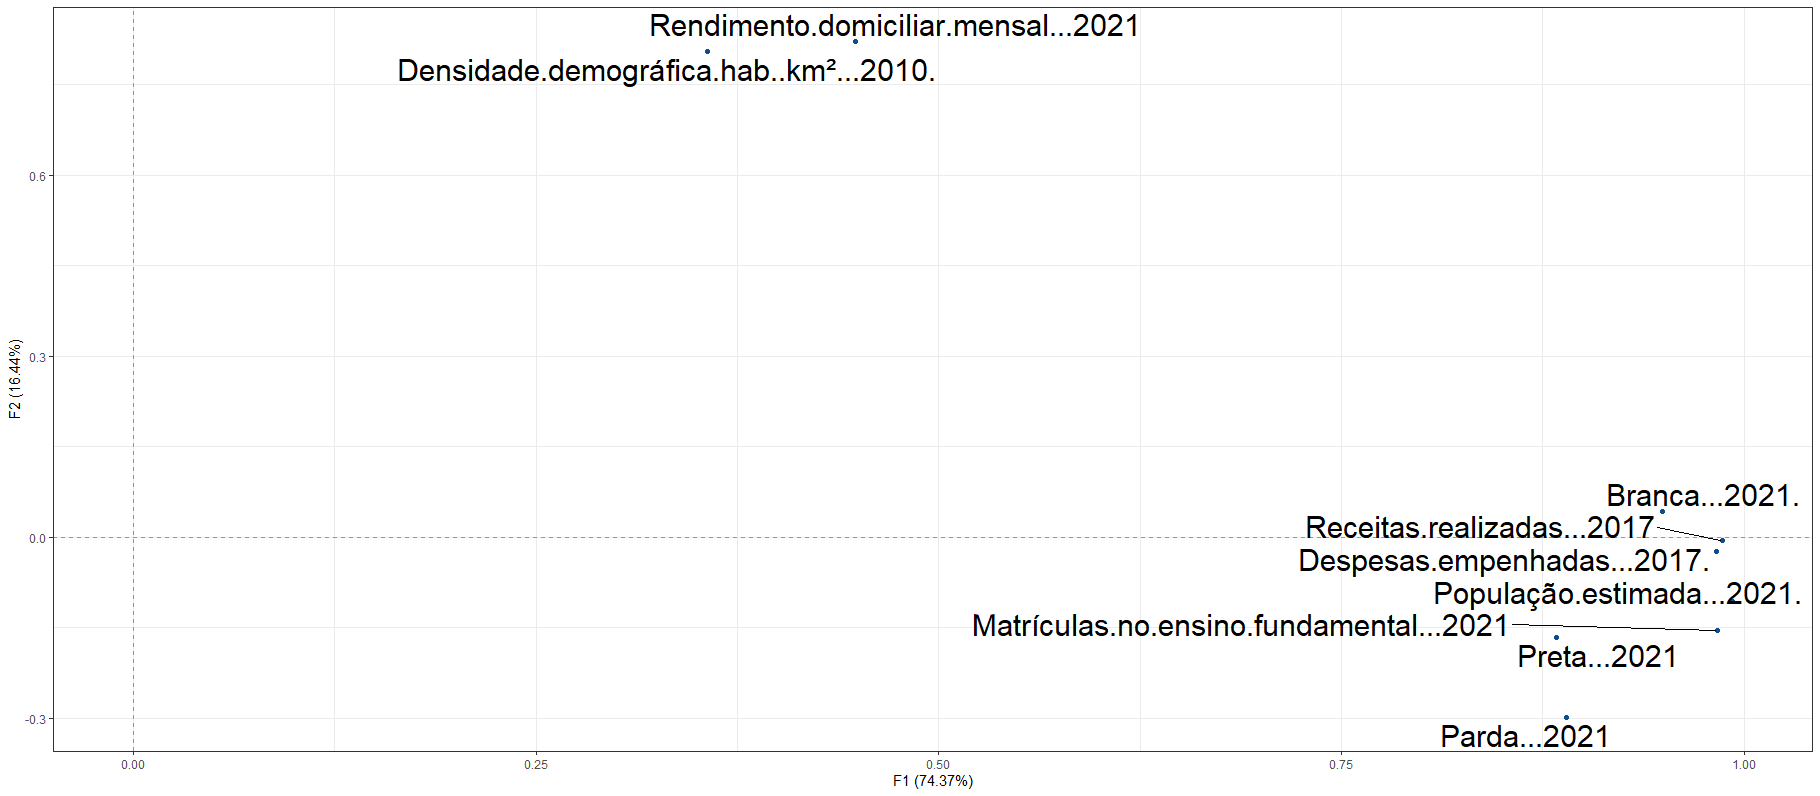 Rendimento.domiciliar.mensal...2021
Densidade.demográfica.hab..km²...2010.
0.6
F2 (16.44%)
0.3
Branca...2021.
Receitas.realizadas...2017
0.0
Despesas.empenhadas...2017.
População.estimada...2021.
Matrículas.no.ensino.fundamental...2021
Preta...2021
-0.3
Parda...2021
0.00
0.25
0.50
0.75
1.00
F1 (74.37%)